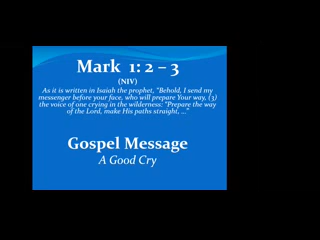 Mark 1: 2 – 3
(NIV)
As it is written in Isaiah the prophet, "Behold, I send my
messenger before your face, who will prepare Your way, (3)
the voice of one crying in the wilderness: "Prepare the way
of the Lord, make His paths straight, ..."
Gospel Message
A Good Cry